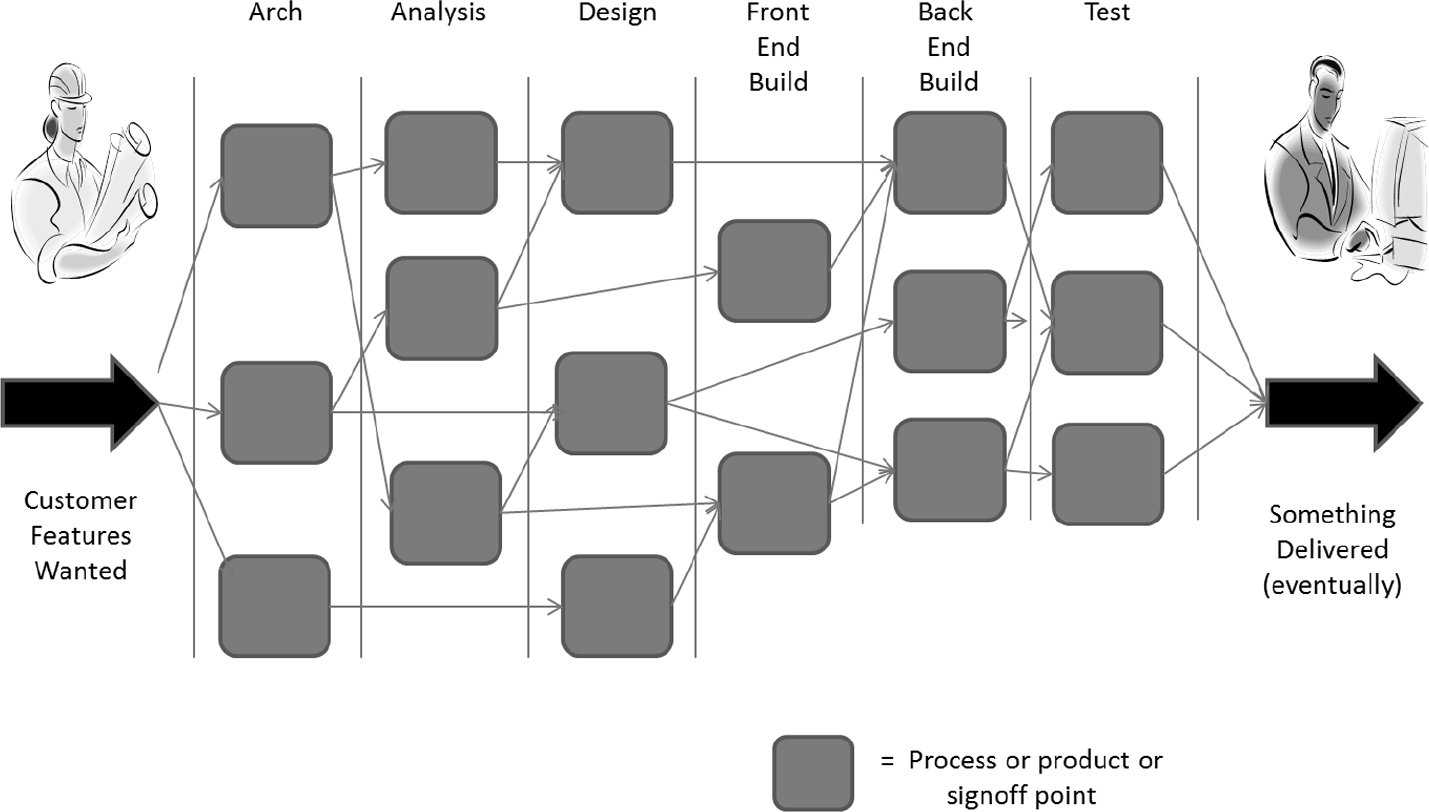 Arch
Analysis
Design
Front
End
Build
Back
End
Build
Test
Customer
Features
Wanted
Something
Delivered
(eventually)
= Process or product or
signoff point